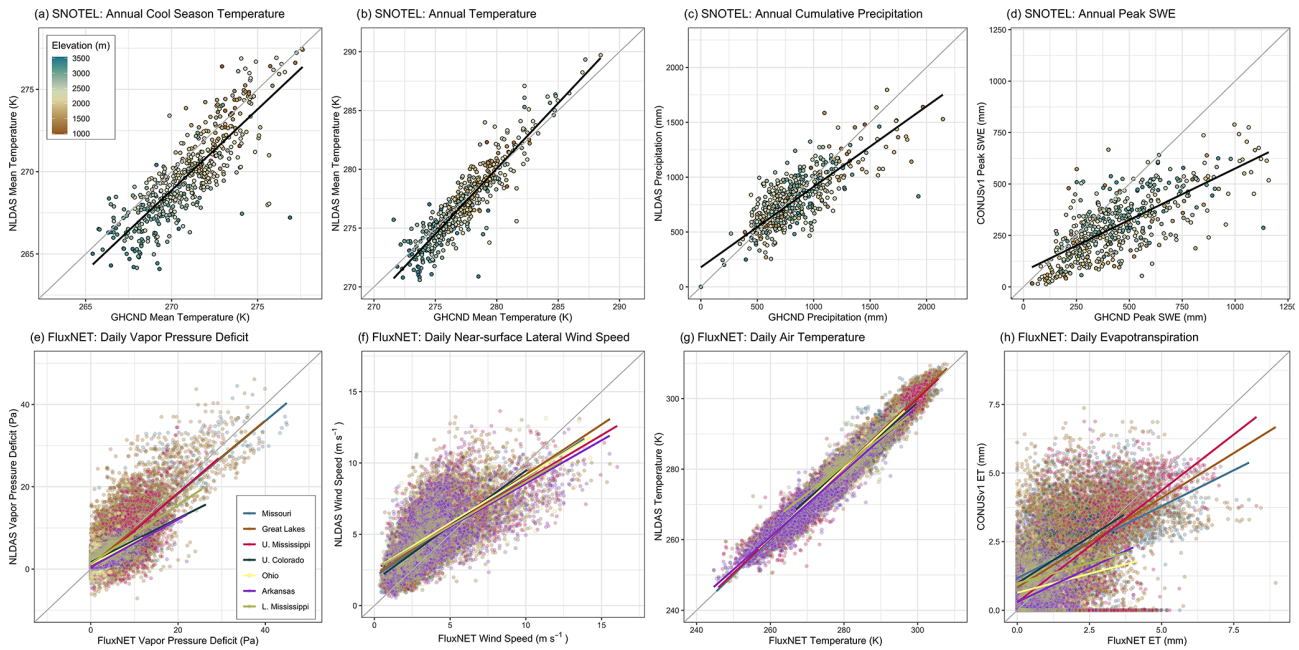 (a) SNOTEL: Annual Cool Season Temperature
(b) SNOTEL: Annual Temperature
(c) SNOTEL: Annual Cumulative Precipitation
(d) SNOTEL: Annual Peak SWE
NLDAS Mean Temperature (K)
275
270
265
Elevation (m)
3500
3000
2500
2000
1500
1000
265
270
275
GHCND Mean Temperature (K)
NLDAS Mean Temperature (K)
290
285
280
275
270
270
275
280
285
290
GHCND Mean Temperature (K)
NLDAS Precipitation (mm)
2000
1500
1000
500
0
0
500
1000
1500
2000
GHCND Precipitation (mm)
CONUSv1 Peak SWE (mm)
1250
1000
750
500
250
0
0
250
500
750
1000
1250
GHCND Peak SWE (mm)
(e) FluxNET: Daily Vapor Pressure Deficit
(f) FluxNET: Daily Near-surface Lateral Wind Speed
(g) FluxNET: Daily Air Temperature
(h) FluxNET: Daily Evapotranspiration
NLDAS Vapor Pressure Deficit (Pa)
40
20
0
Missouri
Great Lakes
U. Mississippi
U. Colorado
Ohio
Arkansas
L. Mississippi
0
20
40
FluxNET Vapor Pressure Deficit (Pa)
NLDAS Wind Speed (m s⁻¹)
15
10
5
0
0
5
10
15
FluxNET Wind Speed (m s⁻¹)
NLDAS Temperature (K)
300
280
260
240
240
260
280
300
FluxNET Temperature (K)
CONUSv1 ET (mm)
7.5
5.0
2.5
0.0
0.0
2.5
5.0
7.5
FluxNET ET (mm)